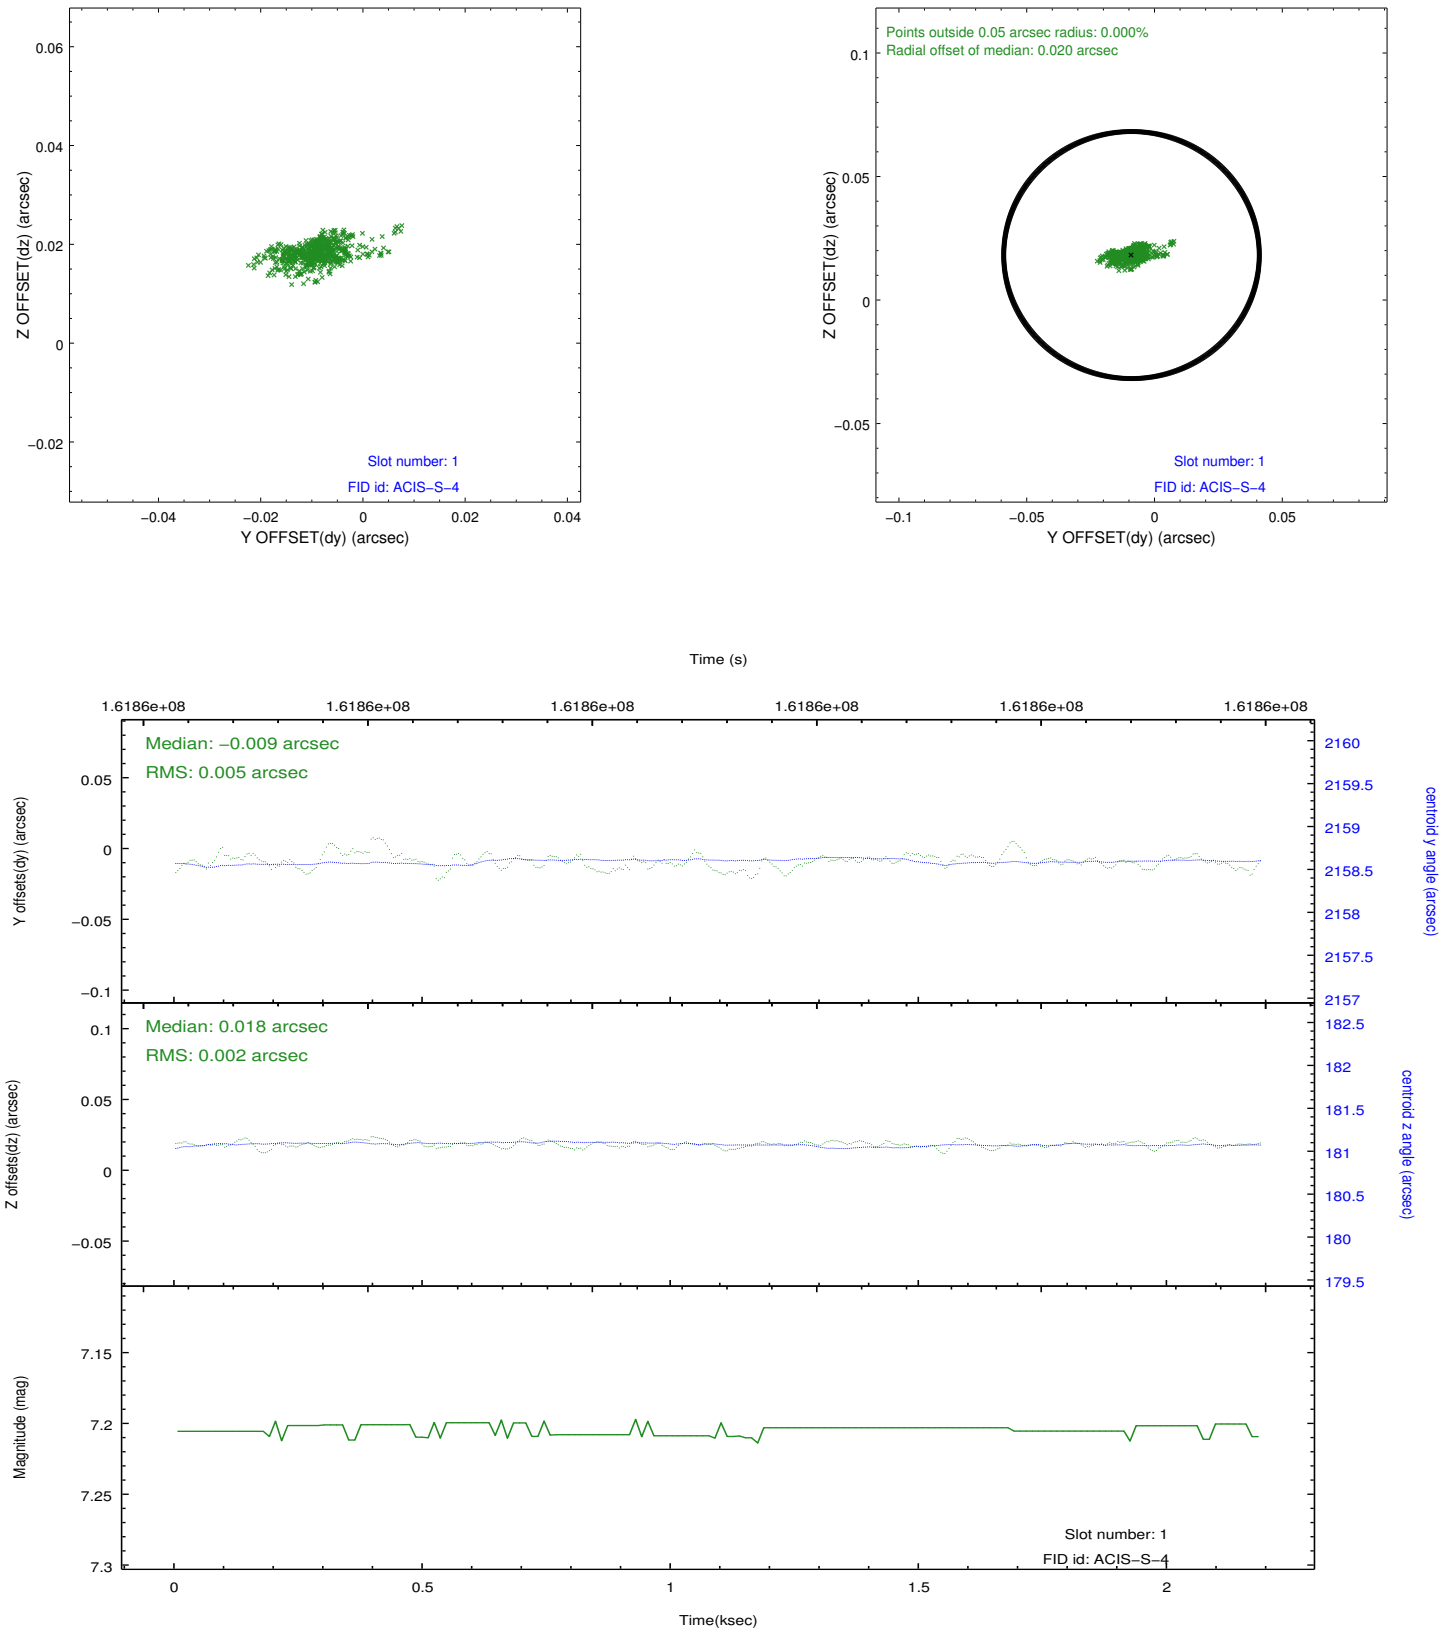 0.06
0.04
0.02
0
−0.02
Z OFFSET(dz) (arcsec)
Slot number: 1
FID id: ACIS−S−4
−0.04 −0.02 0 0.02 0.04
Y OFFSET(dy) (arcsec)
Points outside 0.05 arcsec radius: 0.000%
Radial offset of median: 0.020 arcsec
0.1
0.05
0
−0.05
Z OFFSET(dz) (arcsec)
Slot number: 1
FID id: ACIS−S−4
−0.1 −0.05 0 0.05
Y OFFSET(dy) (arcsec)
Time (s)
1.6186e+08 1.6186e+08 1.6186e+08 1.6186e+08 1.6186e+08 1.6186e+08
Median: −0.009 arcsec
RMS: 0.005 arcsec
0.05
0
−0.05
−0.1
Y offsets(dy) (arcsec)
2160
2159.5
2159
2158.5
2158
2157.5
2157
centroid y angle (arcsec)
Median: 0.018 arcsec
RMS: 0.002 arcsec
0.1
0.05
0
−0.05
Z offsets(dz) (arcsec)
182.5
182
181.5
181
180.5
180
179.5
centroid z angle (arcsec)
7.15
7.2
7.25
7.3
Magnitude (mag)
Slot number: 1
FID id: ACIS−S−4
0 0.5 1 1.5 2
Time(ksec)